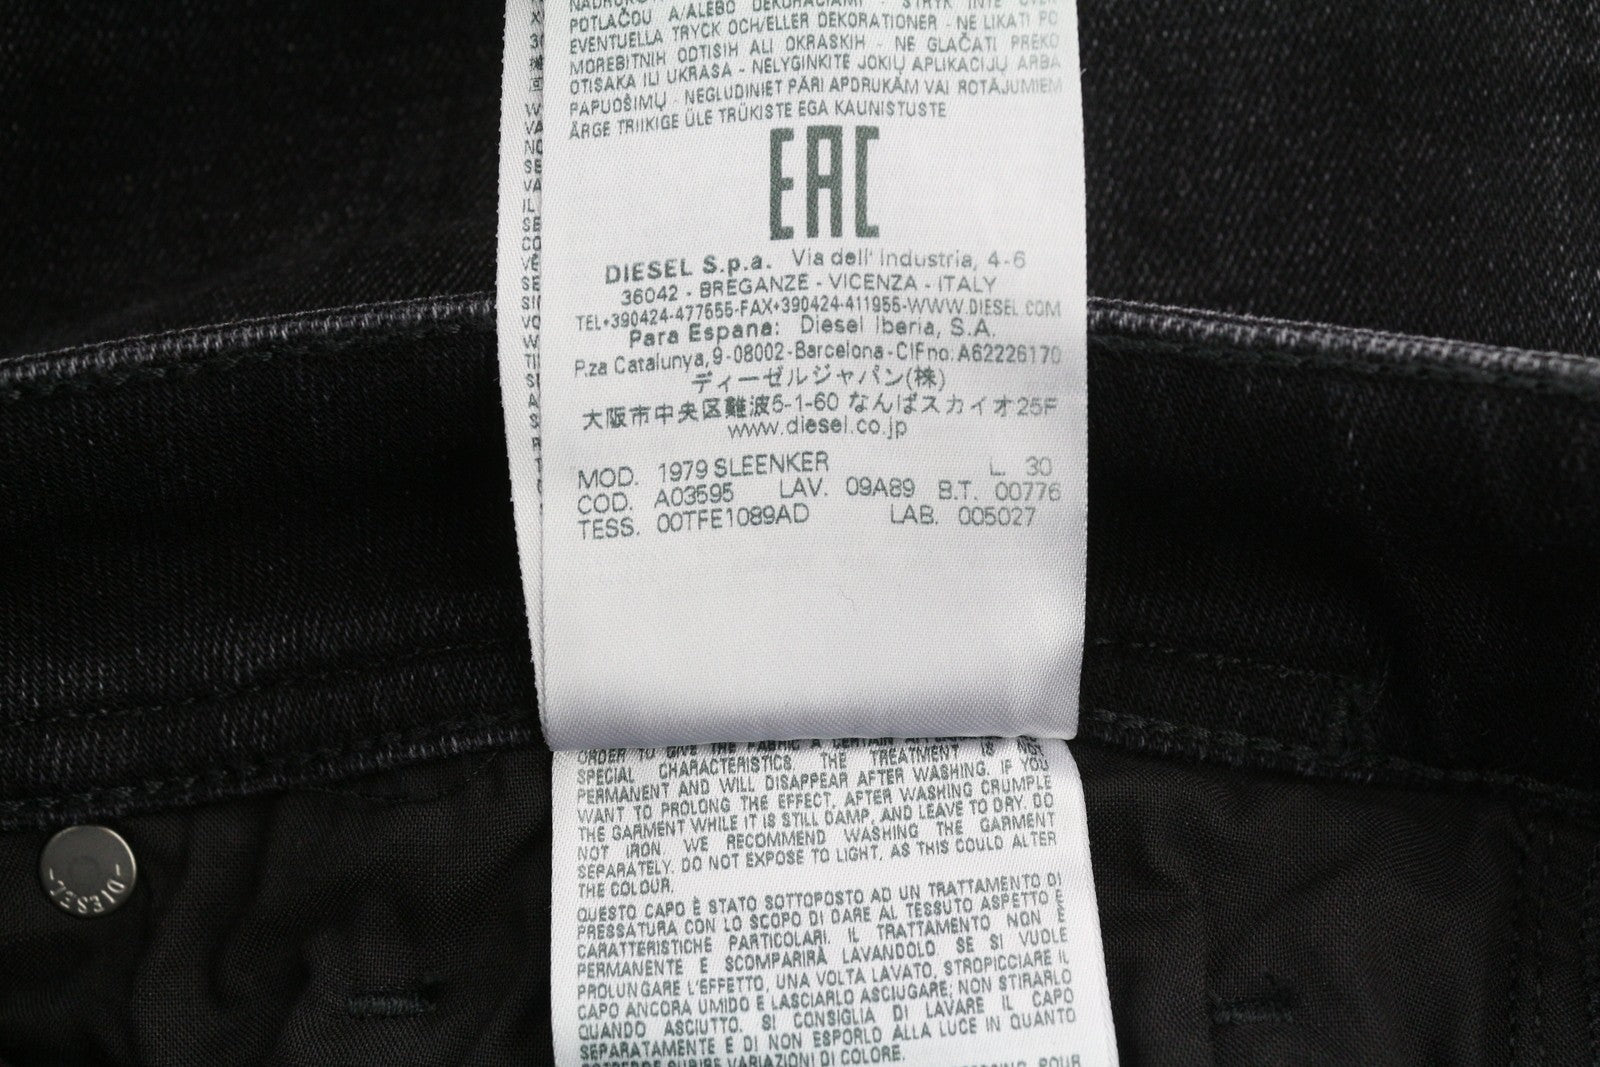 POTLAČOU A/ALEBO DEKORÁCIAMI - STRYK INTE ÖVER
EVENTUELLA TRYCK OCH/ELLER DEKORATIONER - NE LIKATI PO
MOREBITNIH ODTISIH ALI OKRASKIH - NE GLAČATI PREKO
OTISAKA ILI UKRASA - NELYGINKITE JOKIŲ APLIKACIJŲ ARBA
PAPUOŠIMŲ - NEGLUDINIET PĀRI APDRUKĀM VAI ROTĀJUMIEM
ÄRGE TRIIKIGE ÜLE TRÜKISTE EGA KAUNISTUSTE
EAC
DIESEL S.p.a. Via dell' Industria, 4-6
36042 - BREGANZE - VICENZA - ITALY
TEL+390424-477555-FAX+390424-411955-WWW.DIESEL.COM
Para Espana: Diesel Iberia, S.A.
P.za Catalunya, 9-08002-Barcelona-CIFno. A62226170
ディーゼルジャパン(株)
大阪市中央区難波5-1-60 なんばスカイオ25F
www.diesel.co.jp
MOD. 1979 SLEENKER L. 30
COD. A03595 LAV. 09A89 B.T. 00776
TESS. 00TFE1089AD LAB. 005027
ORDER TO GIVE THE FABRIC A CERTAIN
SPECIAL CHARACTERISTICS. THE TREATMENT IS NOT
PERMANENT AND WILL DISAPPEAR AFTER WASHING. IF YOU
WANT TO PROLONG THE EFFECT, AFTER WASHING CRUMPLE
THE GARMENT WHILE IT IS STILL DAMP, AND LEAVE TO DRY. DO
NOT IRON. WE RECOMMEND WASHING THE GARMENT
SEPARATELY. DO NOT EXPOSE TO LIGHT, AS THIS COULD ALTER
THE COLOUR.
QUESTO CAPO È STATO SOTTOPOSTO AD UN TRATTAMENTO DI
PRESSATURA CON LO SCOPO DI DARE AL TESSUTO ASPETTO E
CARATTERISTICHE PARTICOLARI. IL TRATTAMENTO NON È
PERMANENTE E SCOMPARIRÀ LAVANDOLO. SE SI VUOLE
PROLUNGARE L'EFFETTO, UNA VOLTA LAVATO, STROPICCIARE IL
CAPO ANCORA UMIDO E LASCIARLO ASCIUGARE; NON STIRARLO
QUANDO ASCIUTTO. SI CONSIGLIA DI LAVARE IL CAPO
SEPARATAMENTE E DI NON ESPORLO ALLA LUCE IN QUANTO
POTREBBE SUBIRE VARIAZIONI DI COLORE.
DIESEL